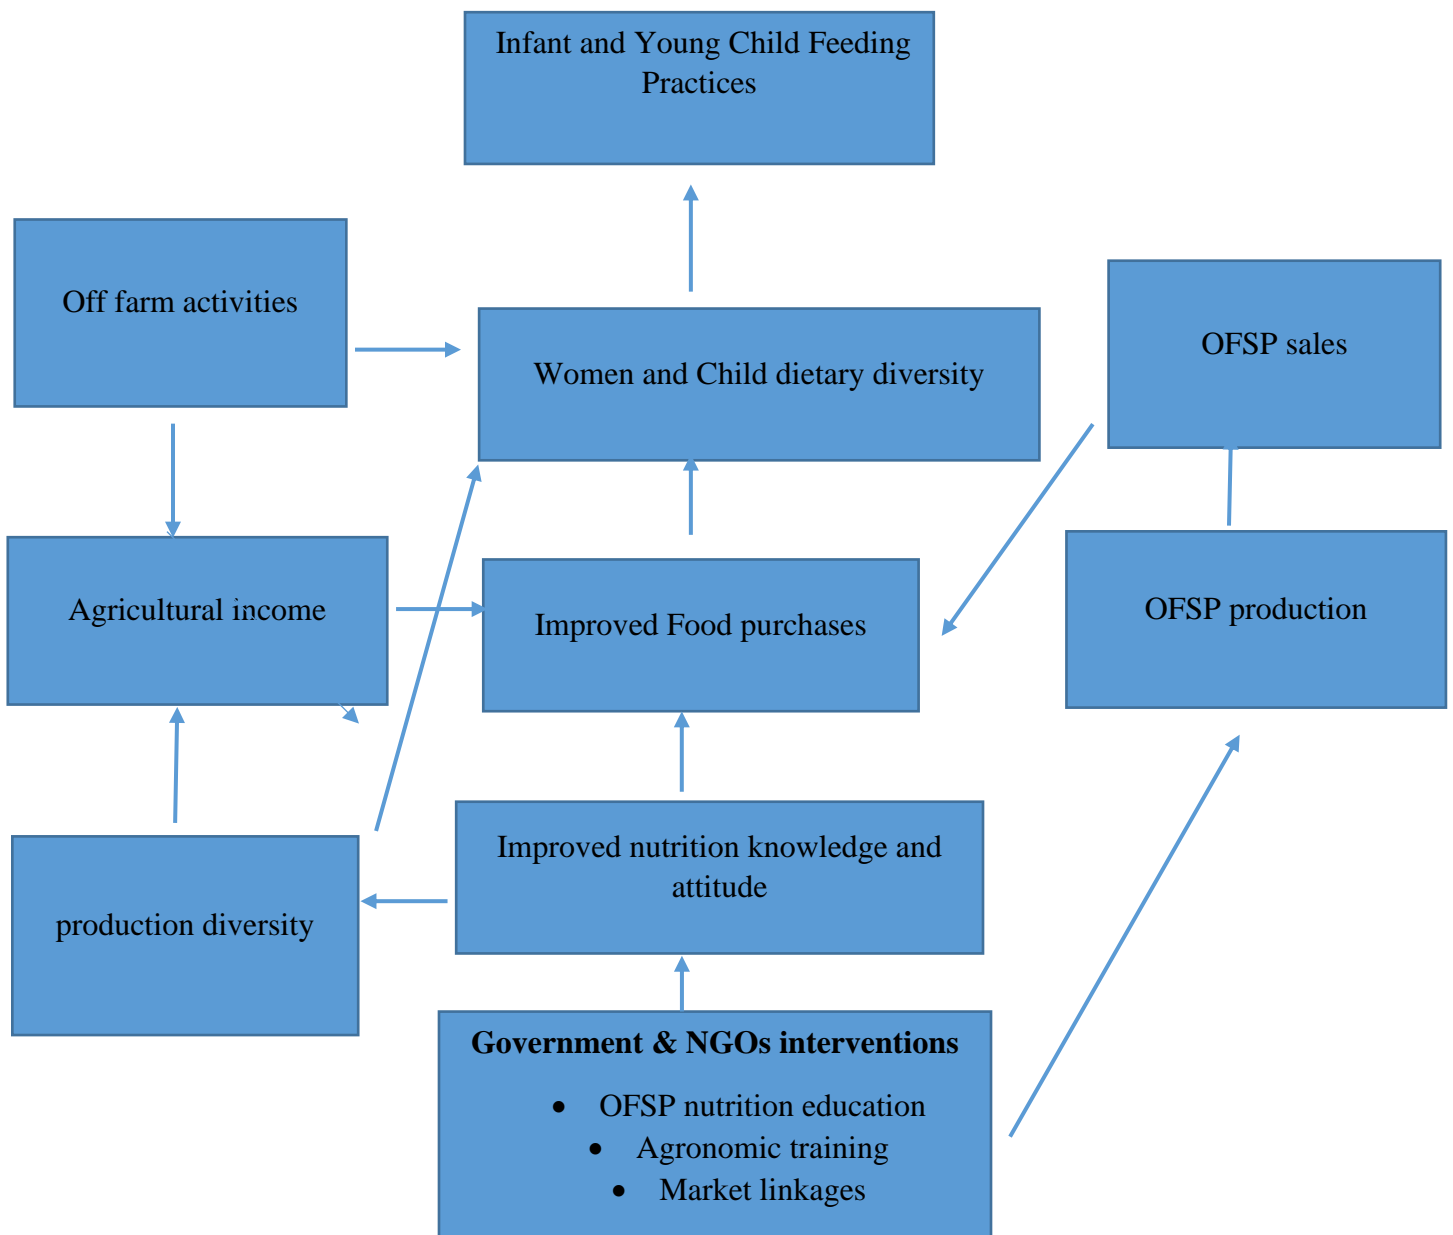 Infant and Young Child Feeding
Practices
Off farm activities
OFSP sales
Women and Child dietary diversity
Agricultural income
Improved Food purchases
OFSP production
Improved nutrition knowledge and
attitude
production diversity
Government & NGOs interventions
• OFSP nutrition education
• Agronomic training
• Market linkages